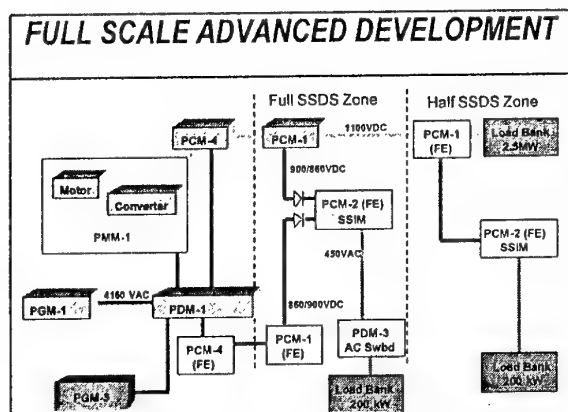 FULL SCALE ADVANCED DEVELOPMENT
Full SSDS Zone
Half SSDS Zone
PCM-4
PCM-1
1100VDC
PCM-1
(FE)
Load Bank
2.5MW
900/860VDC
Motor
Converter
PMM-1
PCM-2 (FE)
SSIM
PCM-2 (FE)
SSIM
450VAC
PGM-1
4160 VAC
PDM-1
860/900VDC
PCM-4
(FE)
PCM-1
(FE)
PDM-3
AC Swbd
PGM-3
Load Bank
200 kW
Load Bank
200 kW